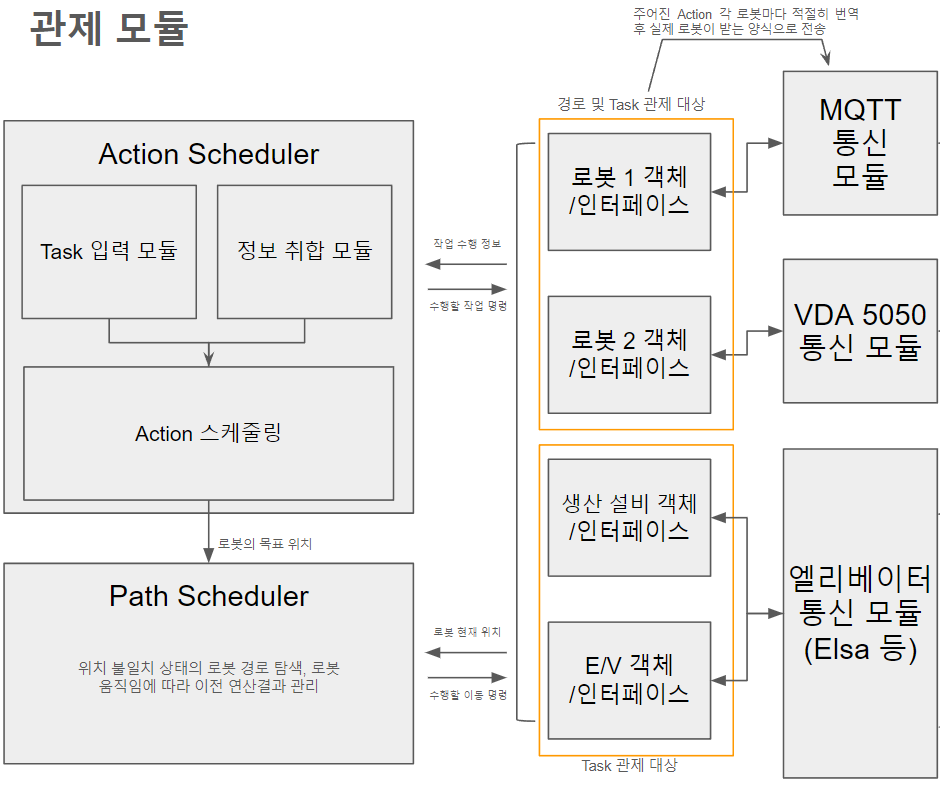 관제 모듈
주어진 Action 각 로봇마다 적절히 번역
후 실제 로봇이 받는 양식으로 전송
경로 및 Task 관제 대상
Action Scheduler
Task 입력 모듈
정보 취합 모듈
Action 스케줄링
로봇의 목표 위치
Path Scheduler
위치 불일치 상태의 로봇 경로 탐색, 로봇
움직임에 따라 이전 연산결과 관리
작업 수행 정보
수행할 작업 명령
로봇 현재 위치
수행할 이동 명령
로봇 1 객체
/인터페이스
로봇 2 객체
/인터페이스
생산 설비 객체
/인터페이스
E/V 객체
/인터페이스
Task 관제 대상
MQTT
통신
모듈
VDA 5050
통신 모듈
엘리베이터
통신 모듈
(Elsa 등)